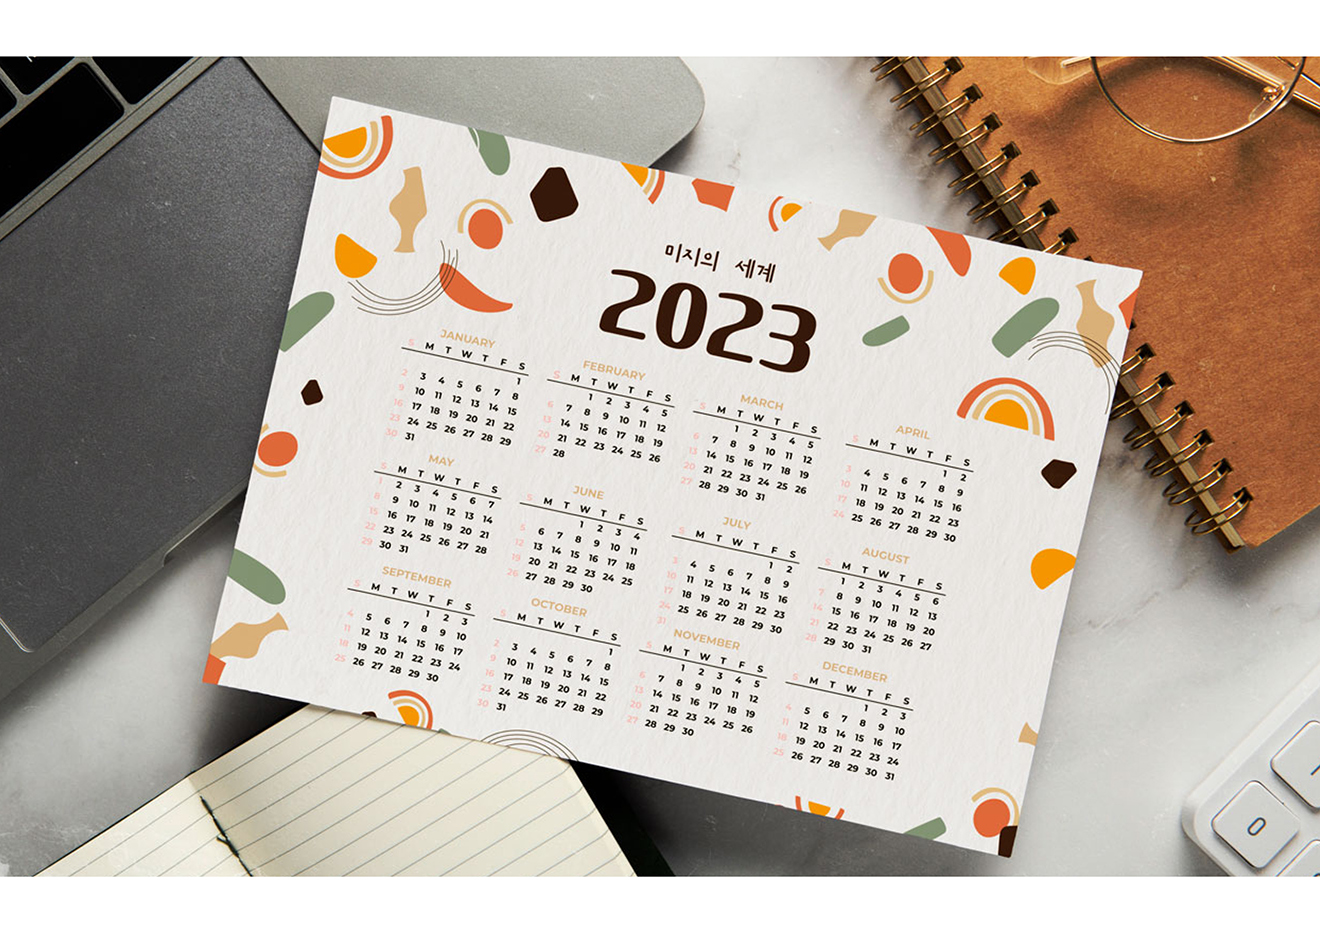 미지의 세계
2023
JANUARY
S M T W T F S
1
2 3 4 5 6 7 8
9 10 11 12 13 14 15
16 17 18 19 20 21 22
23 24 25 26 27 28 29
30 31
FEBRUARY
S M T W T F S
1 2 3 4 5
6 7 8 9 10 11 12
13 14 15 16 17 18 19
20 21 22 23 24 25 26
27 28
MARCH
S M T W T F S
1 2 3 4 5
6 7 8 9 10 11 12
13 14 15 16 17 18 19
20 21 22 23 24 25 26
27 28 29 30 31
APRIL
S M T W T F S
1 2
3 4 5 6 7 8 9
10 11 12 13 14 15 16
17 18 19 20 21 22 23
24 25 26 27 28 29 30
MAY
S M T W T F S
1 2 3 4 5 6 7
8 9 10 11 12 13 14
15 16 17 18 19 20 21
22 23 24 25 26 27 28
29 30 31
JUNE
S M T W T F S
1 2 3 4
5 6 7 8 9 10 11
12 13 14 15 16 17 18
19 20 21 22 23 24 25
26 27 28 29 30
JULY
S M T W T F S
1 2
3 4 5 6 7 8 9
10 11 12 13 14 15 16
17 18 19 20 21 22 23
24 25 26 27 28 29 30
31
AUGUST
S M T W T F S
1 2 3 4 5 6
7 8 9 10 11 12 13
14 15 16 17 18 19 20
21 22 23 24 25 26 27
28 29 30 31
SEPTEMBER
S M T W T F S
1 2 3
4 5 6 7 8 9 10
11 12 13 14 15 16 17
18 19 20 21 22 23 24
25 26 27 28 29 30
OCTOBER
S M T W T F S
1
2 3 4 5 6 7 8
9 10 11 12 13 14 15
16 17 18 19 20 21 22
23 24 25 26 27 28 29
30 31
NOVEMBER
S M T W T F S
1 2 3 4 5
6 7 8 9 10 11 12
13 14 15 16 17 18 19
20 21 22 23 24 25 26
27 28 29 30
DECEMBER
S M T W T F S
1 2 3
4 5 6 7 8 9 10
11 12 13 14 15 16 17
18 19 20 21 22 23 24
25 26 27 28 29 30 31
0